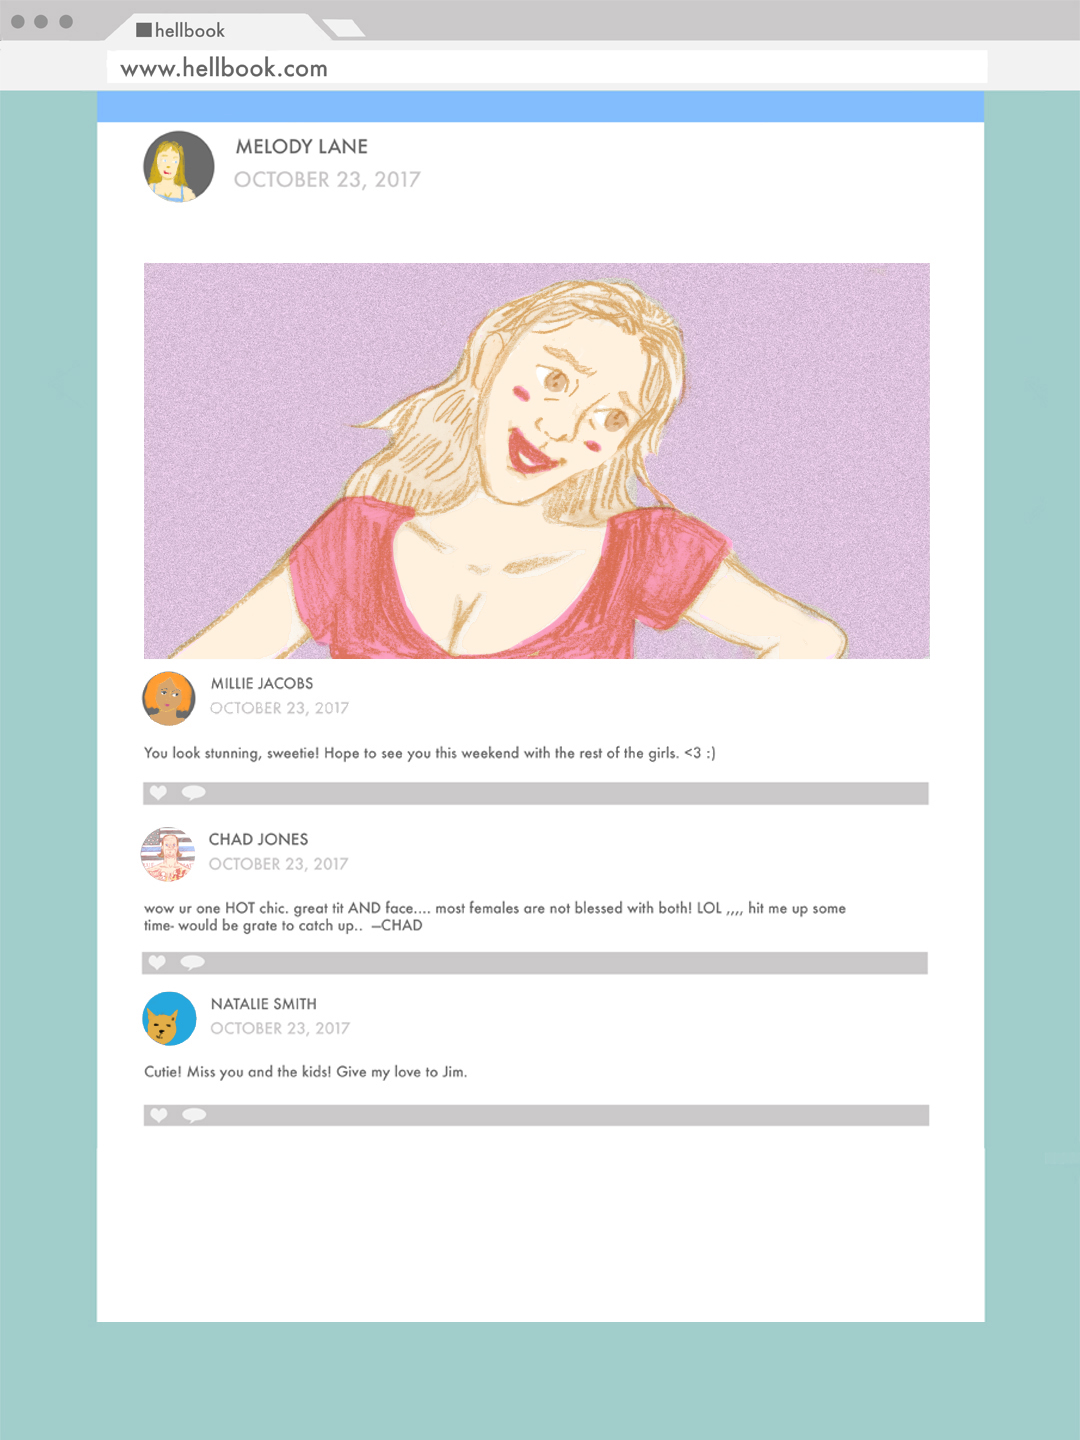 hellbook
www.hellbook.com
MELODY LANE
OCTOBER 23, 2017
MILLIE JACOBS
OCTOBER 23, 2017
You look stunning, sweetie! Hope to see you this weekend with the rest of the girls. <3 :)
CHAD JONES
OCTOBER 23, 2017
wow ur one HOT chic. great tit AND face.... most females are not blessed with both! LOL ,,,, hit me up some
time- would be grate to catch up.. —CHAD
NATALIE SMITH
OCTOBER 23, 2017
Cutie! Miss you and the kids! Give my love to Jim.